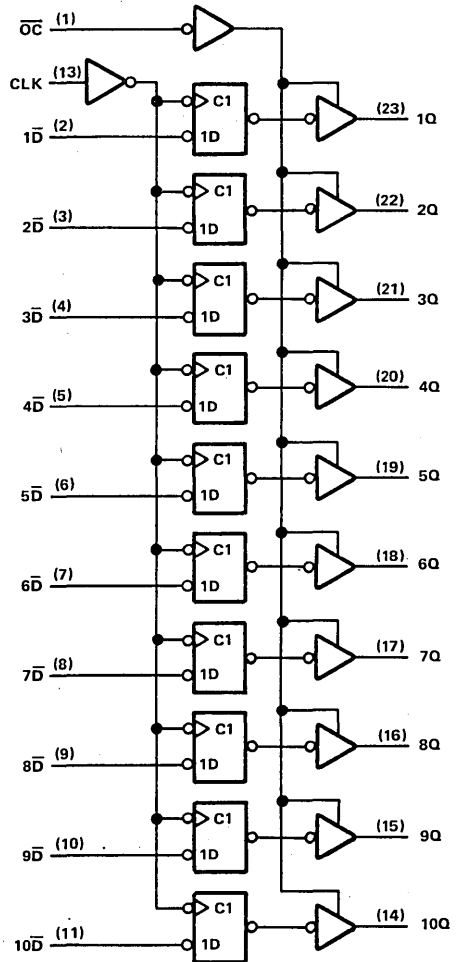 O̅C̅ (1)
CLK (13)
C1
(23)
1Q
1D̅ (2)
1D
C1
(22)
2Q
2D̅ (3)
1D
C1
(21)
3Q
3D̅ (4)
1D
C1
(20)
4Q
4D̅ (5)
1D
C1
(19)
5Q
5D̅ (6)
1D
C1
(18)
6Q
6D̅ (7)
1D
C1
(17)
7Q
7D̅ (8)
1D
C1
(16)
8Q
8D̅ (9)
1D
C1
(15)
9Q
9D̅ (10)
1D
C1
(14)
10Q
10D̅ (11)
1D